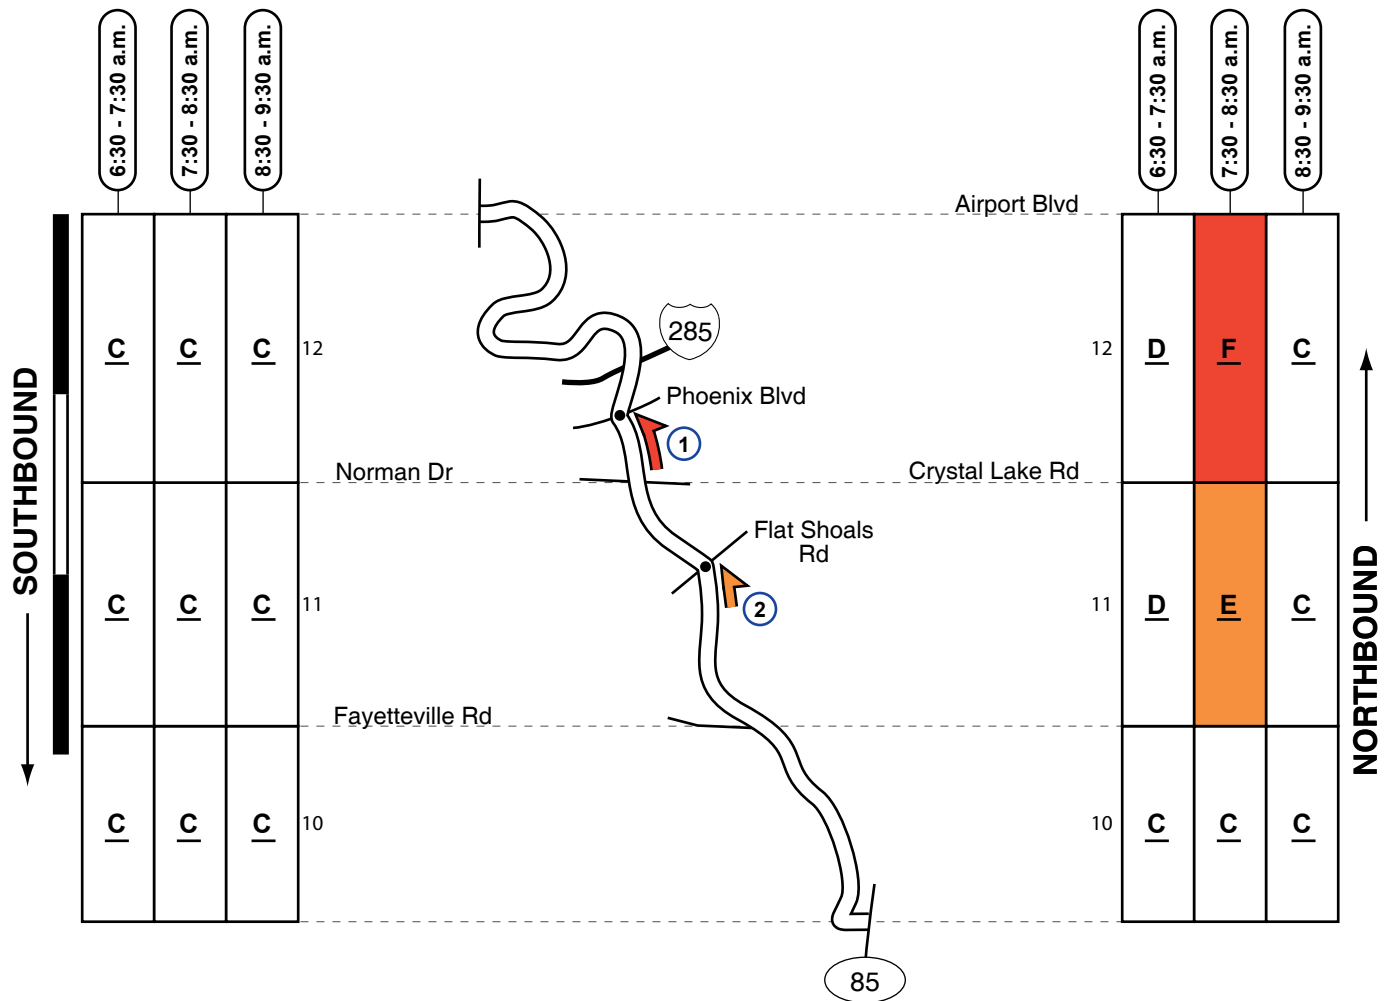 6:30 - 7:30 a.m.
7:30 - 8:30 a.m.
8:30 - 9:30 a.m.
6:30 - 7:30 a.m.
7:30 - 8:30 a.m.
8:30 - 9:30 a.m.
Airport Blvd
C C C 12
285
12 D F C
Phoenix Blvd
1
SOUTHBOUND
Norman Dr
Crystal Lake Rd
Flat Shoals
Rd
C C C 11
2
11 D E C
NORTHBOUND
Fayetteville Rd
C C C 10
10 C C C
85